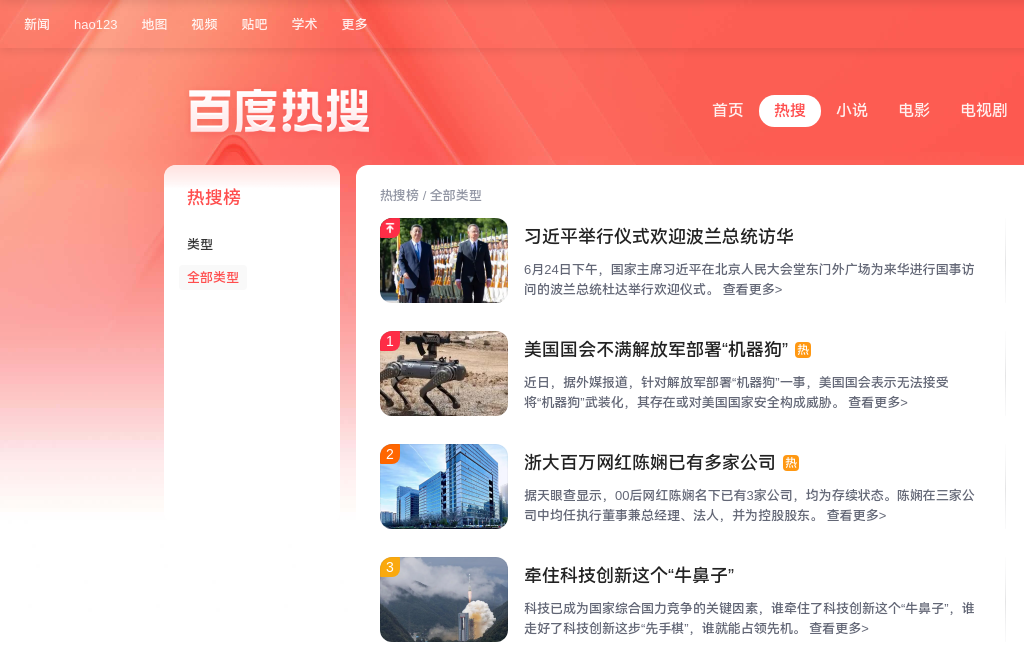 新闻 hao123 地图 视频 贴吧 学术 更多
百度热搜
首页 热搜 小说 电影 电视剧
热搜榜
类型
全部类型
热搜榜 / 全部类型
习近平举行仪式欢迎波兰总统访华
6月24日下午，国家主席习近平在北京人民大会堂东门外广场为来华进行国事访
问的波兰总统杜达举行欢迎仪式。 查看更多>
1
美国国会不满解放军部署“机器狗” 热
近日，据外媒报道，针对解放军部署“机器狗”一事，美国国会表示无法接受
将“机器狗”武装化，其存在或对美国国家安全构成威胁。 查看更多>
2
浙大百万网红陈娴已有多家公司 热
据天眼查显示，00后网红陈娴名下已有3家公司，均为存续状态。陈娴在三家公
司中均任执行董事兼总经理、法人，并为控股股东。 查看更多>
3
牵住科技创新这个“牛鼻子”
科技已成为国家综合国力竞争的关键因素，谁牵住了科技创新这个“牛鼻子”，谁
走好了科技创新这步“先手棋”，谁就能占领先机。 查看更多>